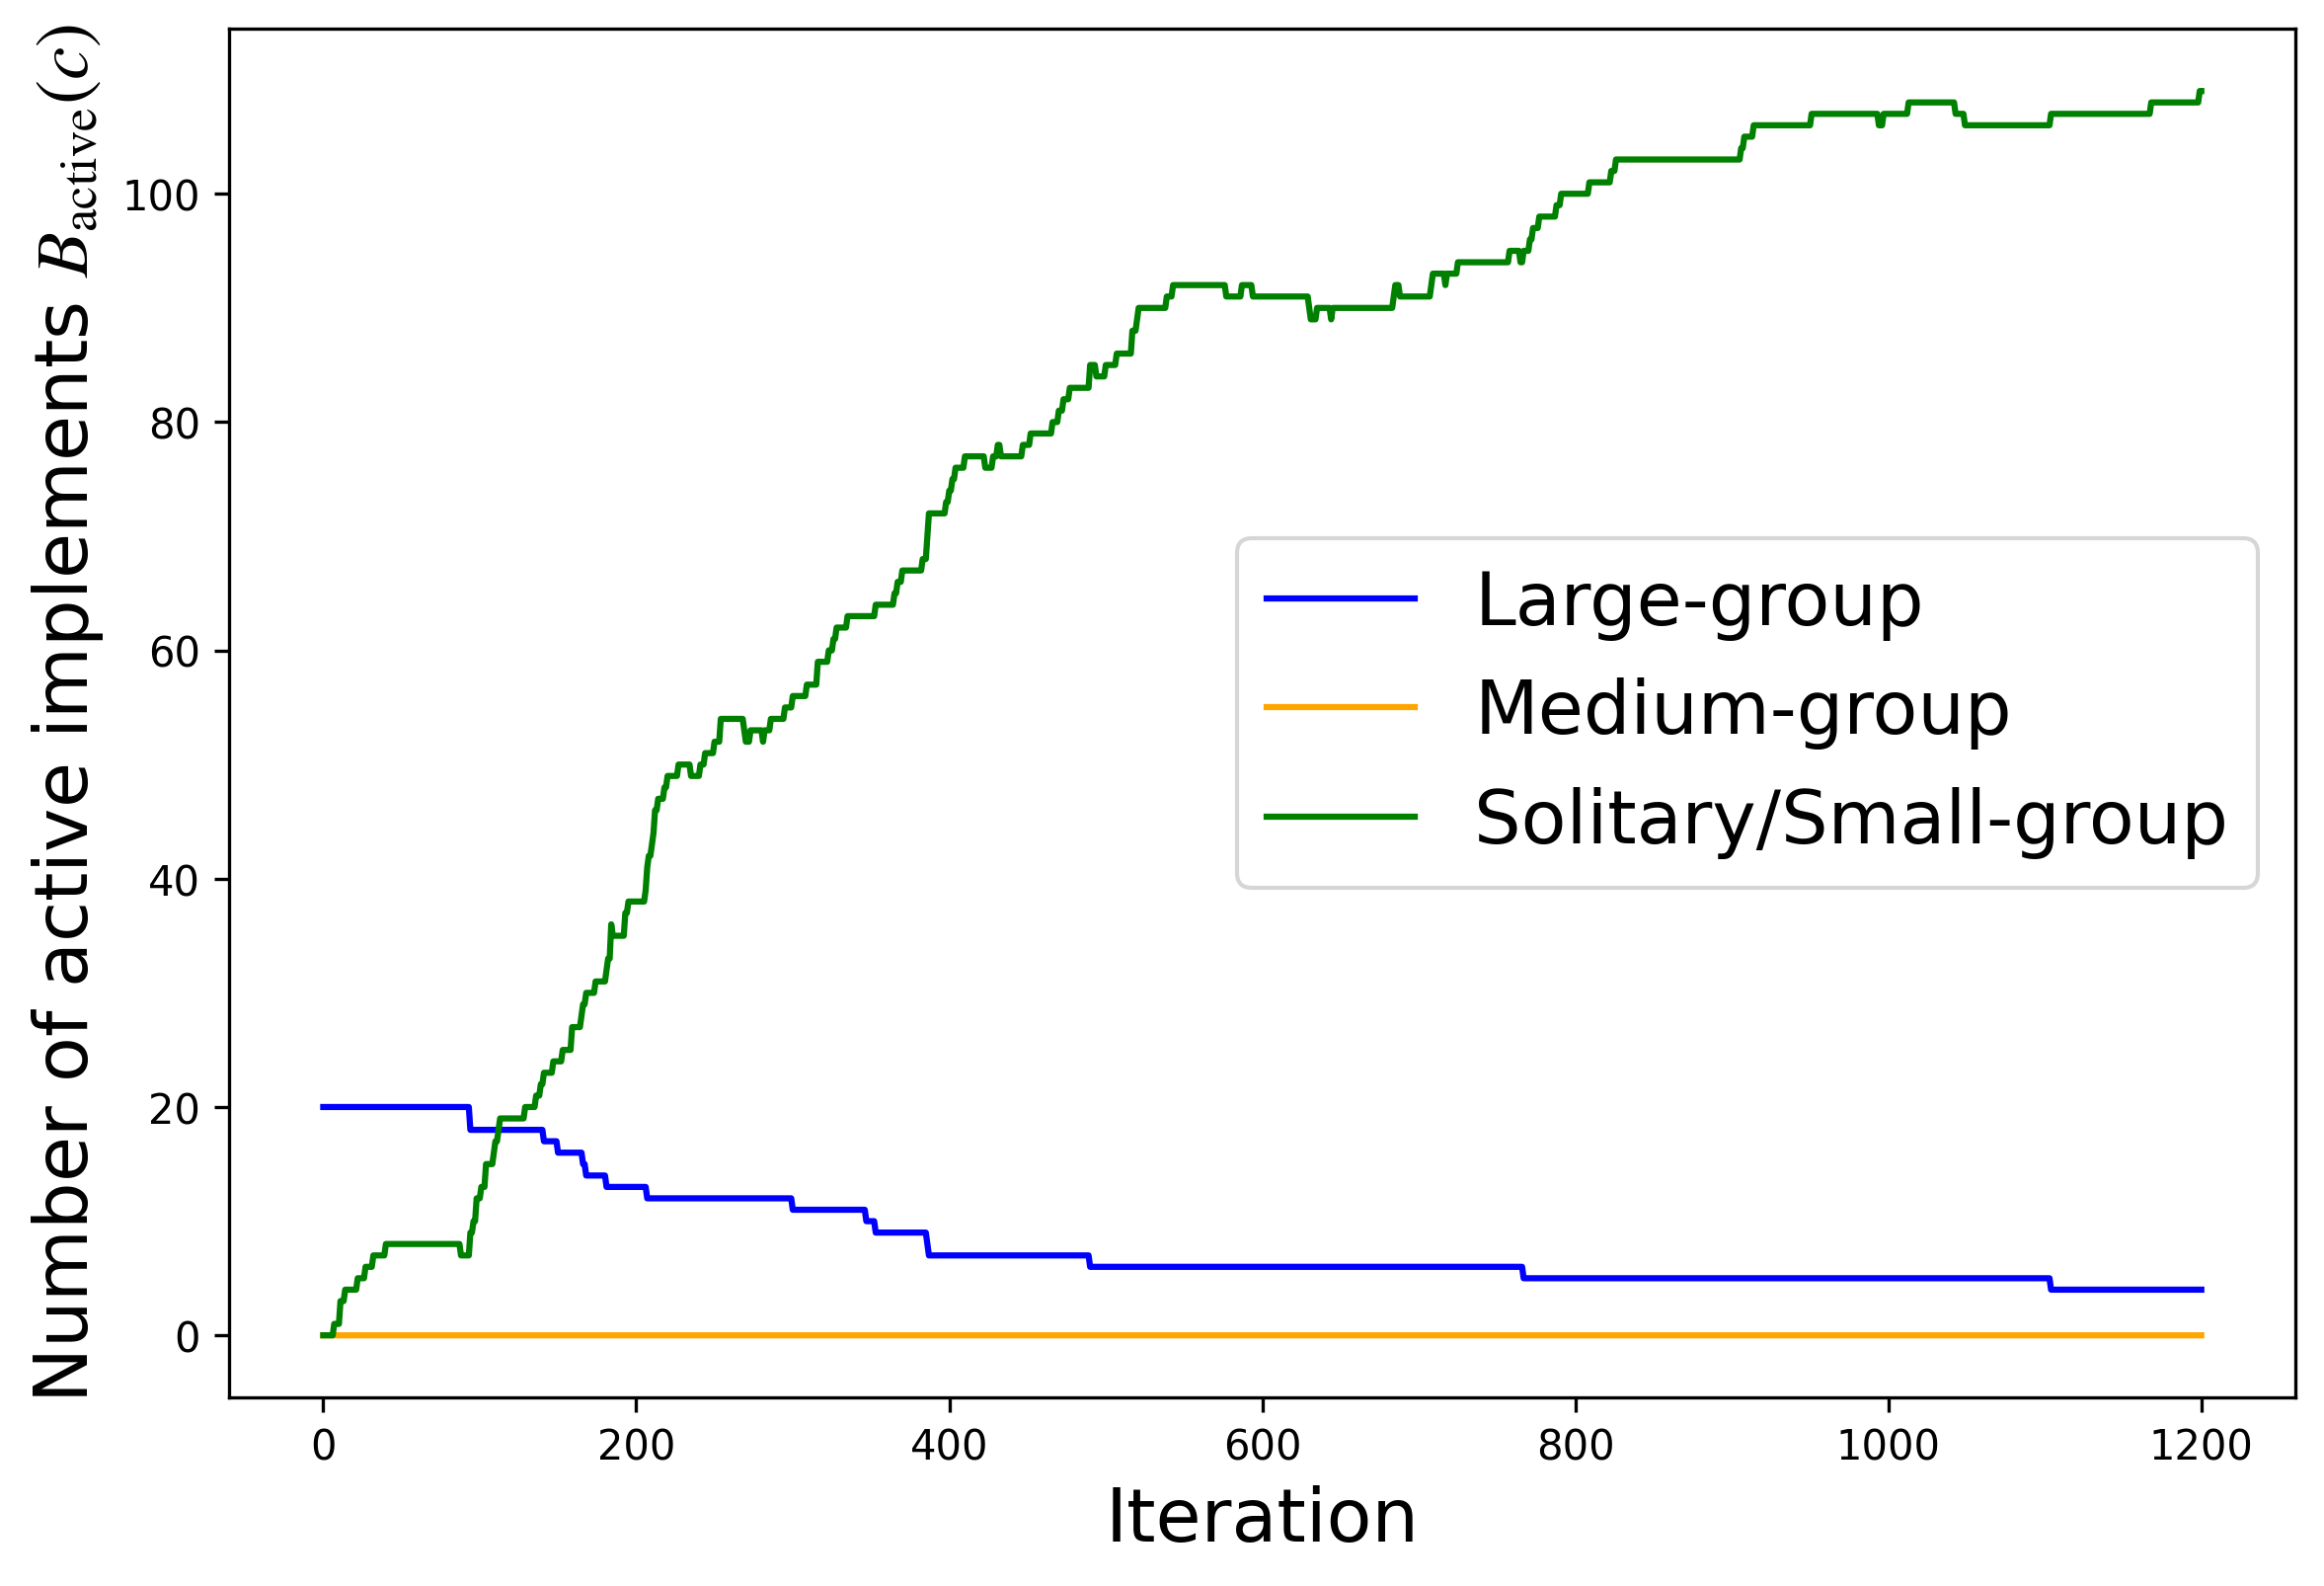 Number of active implements B_active(c)
100
80
60
40
20
0
Large-group
Medium-group
Solitary/Small-group
0 200 400 600 800 1000 1200
Iteration